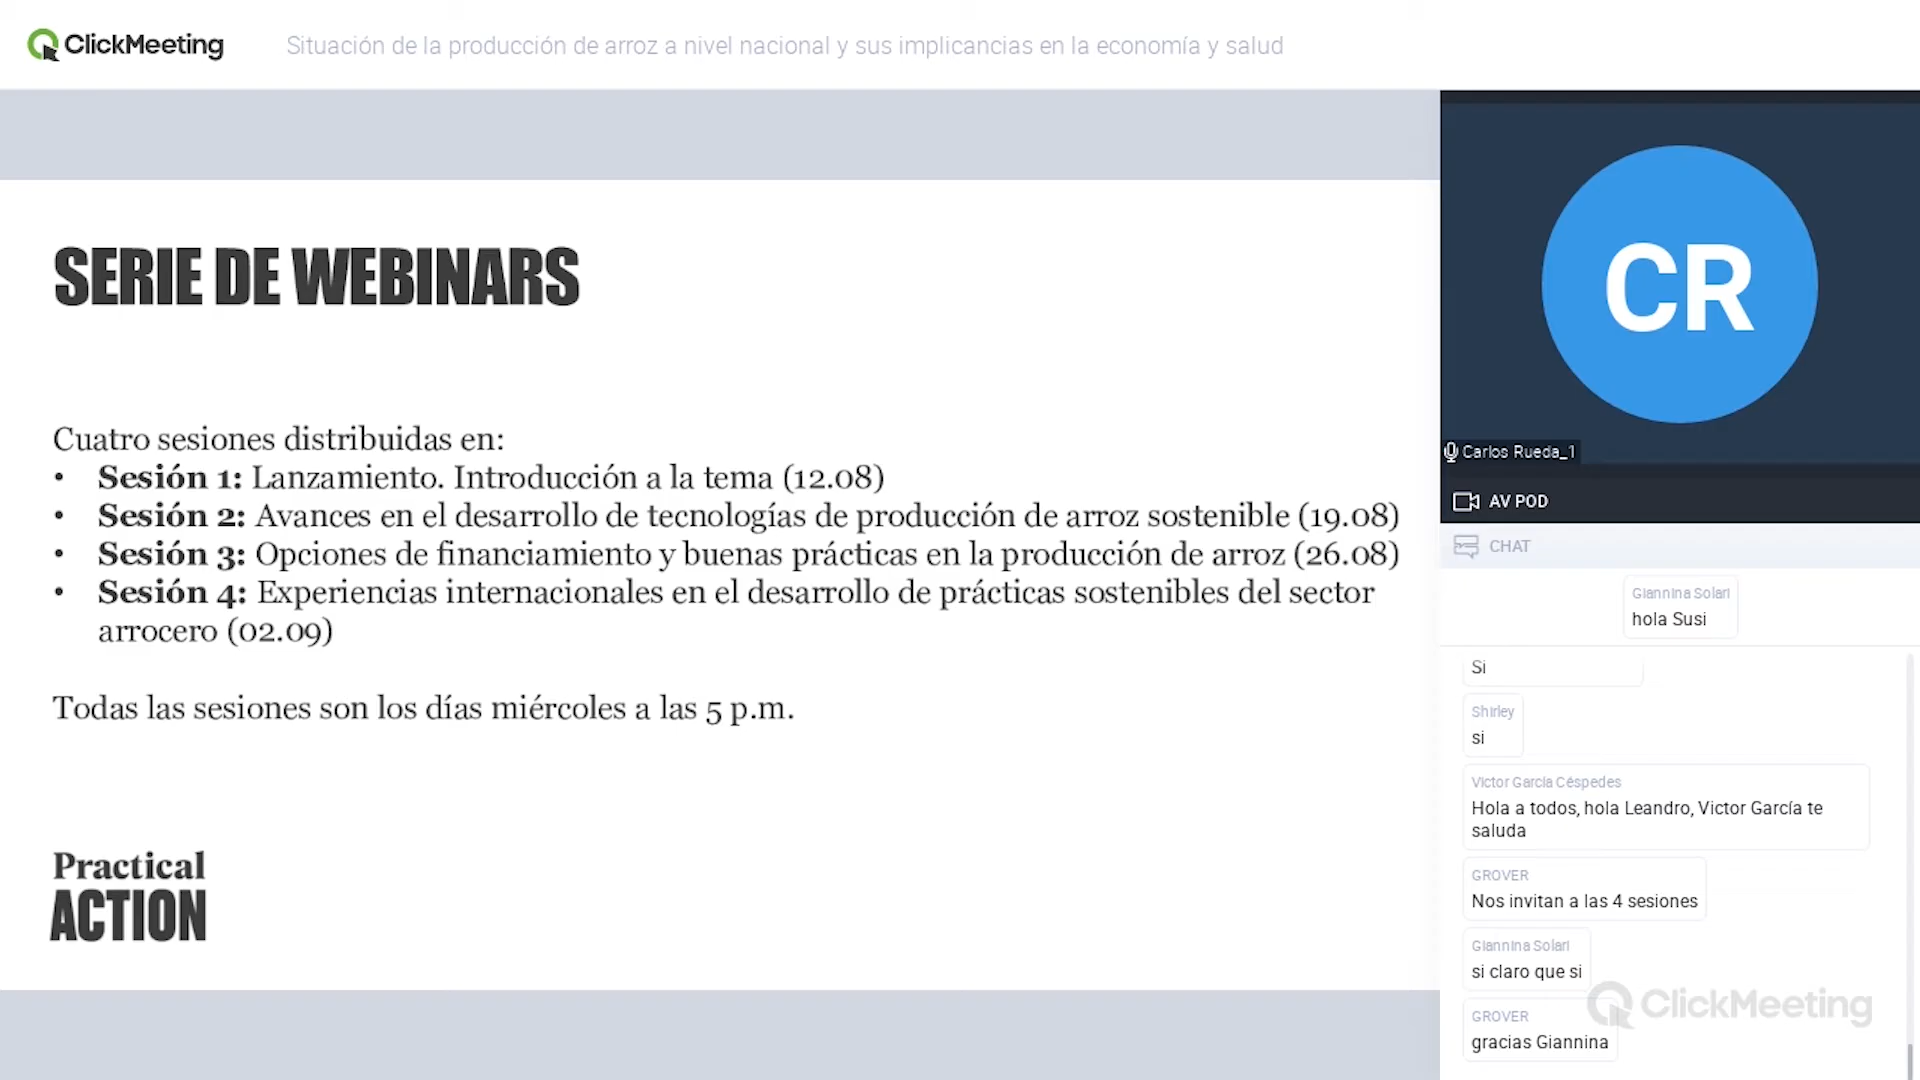 ClickMeeting
Situación de la producción de arroz a nivel nacional y sus implicancias en la economía y salud
SERIE DE WEBINARS
Cuatro sesiones distribuidas en:
• Sesión 1: Lanzamiento. Introducción a la tema (12.08)
• Sesión 2: Avances en el desarrollo de tecnologías de producción de arroz sostenible (19.08)
• Sesión 3: Opciones de financiamiento y buenas prácticas en la producción de arroz (26.08)
• Sesión 4: Experiencias internacionales en el desarrollo de prácticas sostenibles del sector
arrocero (02.09)
Todas las sesiones son los días miércoles a las 5 p.m.
Practical
ACTION
CR
Carlos Rueda_1
AV POD
CHAT
Giannina Solari
hola Susi
Si
Shirley
si
Victor Garcia Céspedes
Hola a todos, hola Leandro, Victor García te
saluda
GROVER
Nos invitan a las 4 sesiones
Giannina Solari
si claro que si
GROVER
gracias Giannina
ClickMeeting